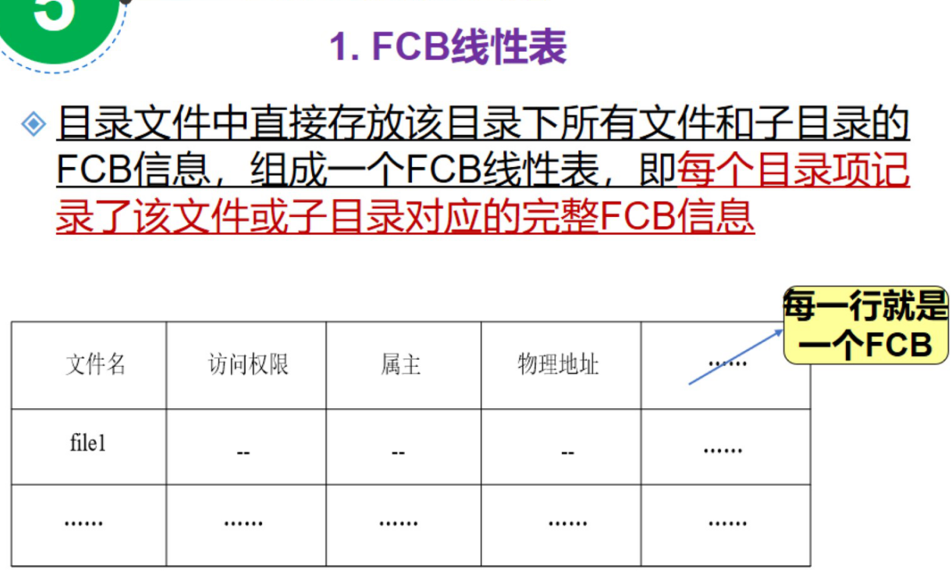 5
1. FCB线性表
目录文件中直接存放该目录下所有文件和子目录的
FCB信息，组成一个FCB线性表，即每个目录项记
录了该文件或子目录对应的完整FCB信息
每一行就是
一个FCB
文件名 访问权限 属主 物理地址 ……
file1 -- -- -- ……
…… …… …… …… ……